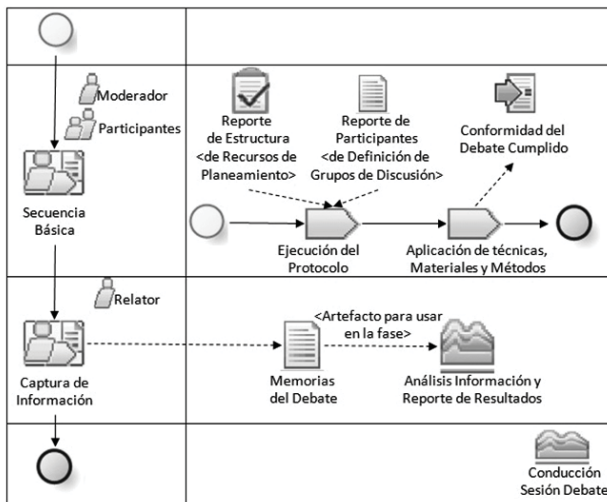 Moderador
Participantes
Secuencia
Básica
Reporte
de Estructura
<de Recursos de
Planeamiento>
Reporte de
Participantes
<de Definición de
Grupos de Discusión>
Conformidad del
Debate Cumplido
Ejecución del
Protocolo
Aplicación de técnicas,
Materiales y Métodos
Relator
Captura de
Información
<Artefacto para usar
en la fase>
Memorias
del Debate
Análisis Información y
Reporte de Resultados
Conducción
Sesión Debate